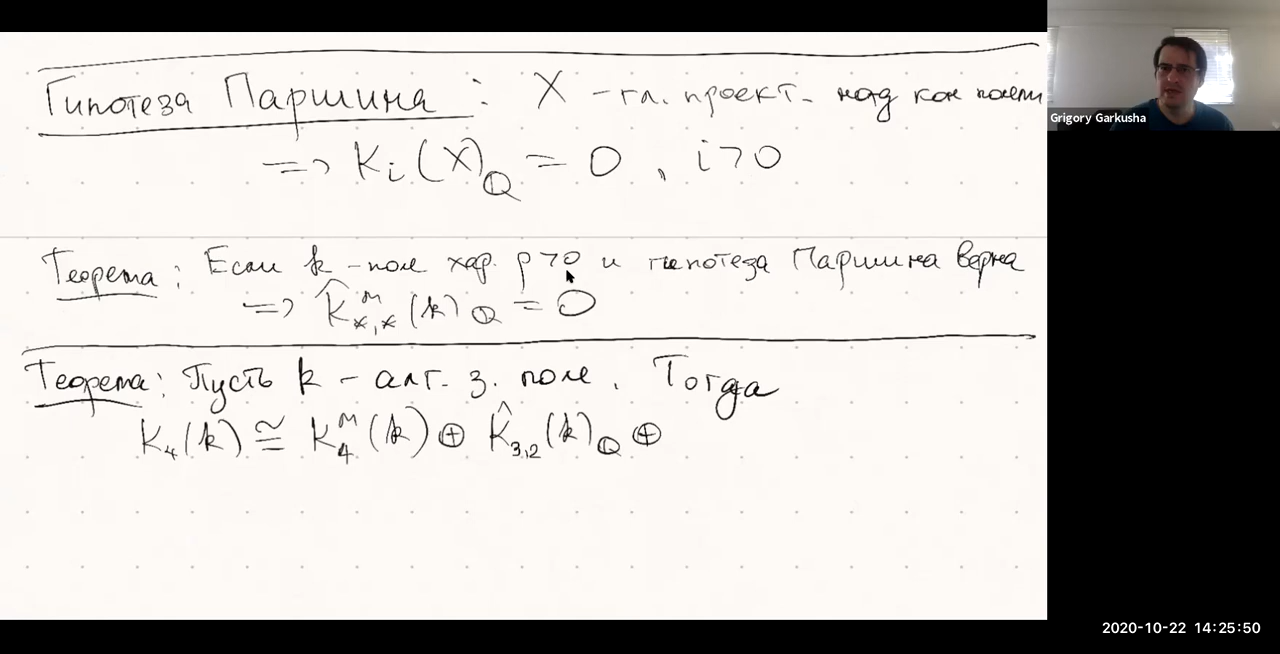 Гипотеза Паршина : X – гл. проект. над кон полем
=> K_i(X)_Q = 0 , i>0
Теорема : Если k – поле хар. p>0 и гипотеза Паршина верна
=> K̂^M_{*,*}(k)_Q = 0
Теорема : Пусть k – алг. з. поле. Тогда
K_4(k) ≅ K^M_4(k) ⊕ K̂_{3,2}(k)_Q ⊕
Grigory Garkusha
2020-10-22 14:25:50